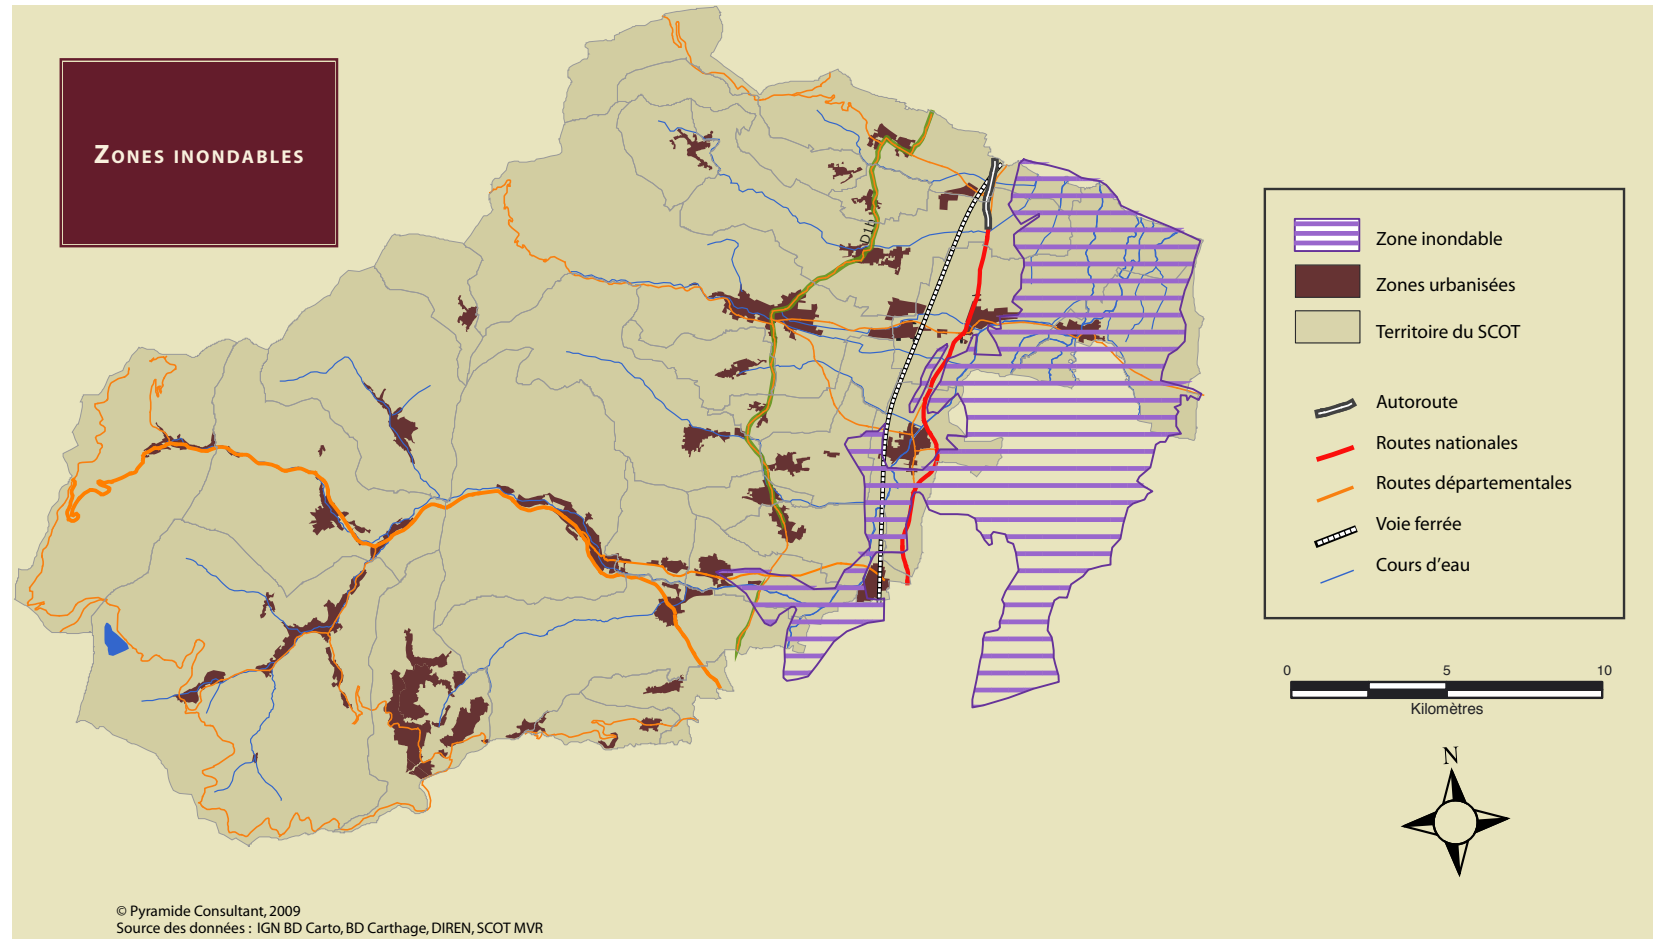 ZONES INONDABLES
D1b
Zone inondable
Zones urbanisées
Territoire du SCOT
Autoroute
Routes nationales
Routes départementales
Voie ferrée
Cours d'eau
0 5 10
Kilomètres
N
© Pyramide Consultant, 2009
Source des données : IGN BD Carto, BD Carthage, DIREN, SCOT MVR